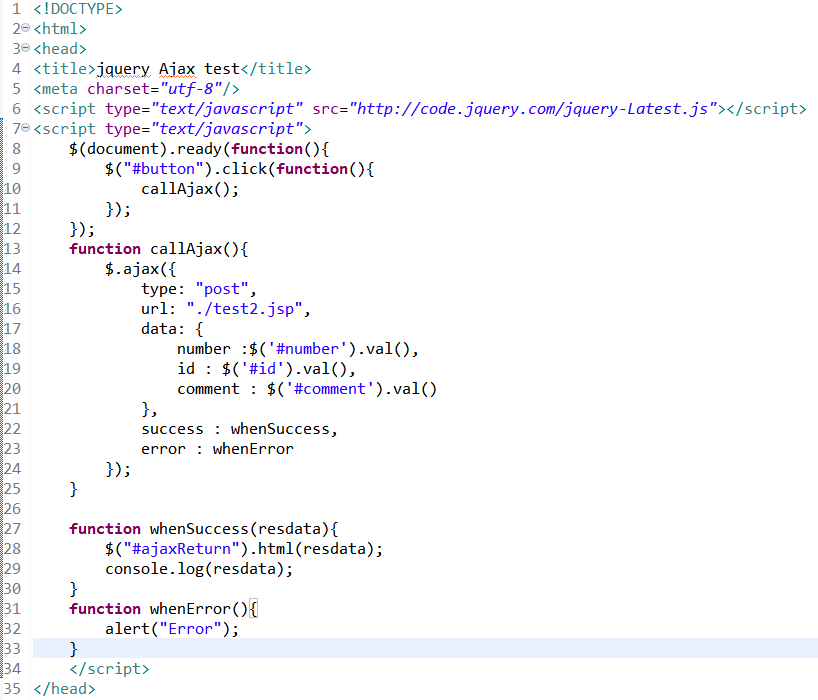 1 <!DOCTYPE>
2 <html>
3 <head>
4 <title>jquery Ajax test</title>
5 <meta charset="utf-8"/>
6 <script type="text/javascript" src="http://code.jquery.com/jquery-Latest.js"></script>
7 <script type="text/javascript">
8     $(document).ready(function(){
9         $("#button").click(function(){
10             callAjax();
11         });
12     });
13     function callAjax(){
14         $.ajax({
15             type: "post",
16             url: "./test2.jsp",
17             data: {
18                 number :$('#number').val(),
19                 id : $('#id').val(),
20                 comment : $('#comment').val()
21             },
22             success : whenSuccess,
23             error : whenError
24         });
25     }
26
27     function whenSuccess(resdata){
28         $("#ajaxReturn").html(resdata);
29         console.log(resdata);
30     }
31     function whenError(){
32         alert("Error");
33     }
34     </script>
35 </head>